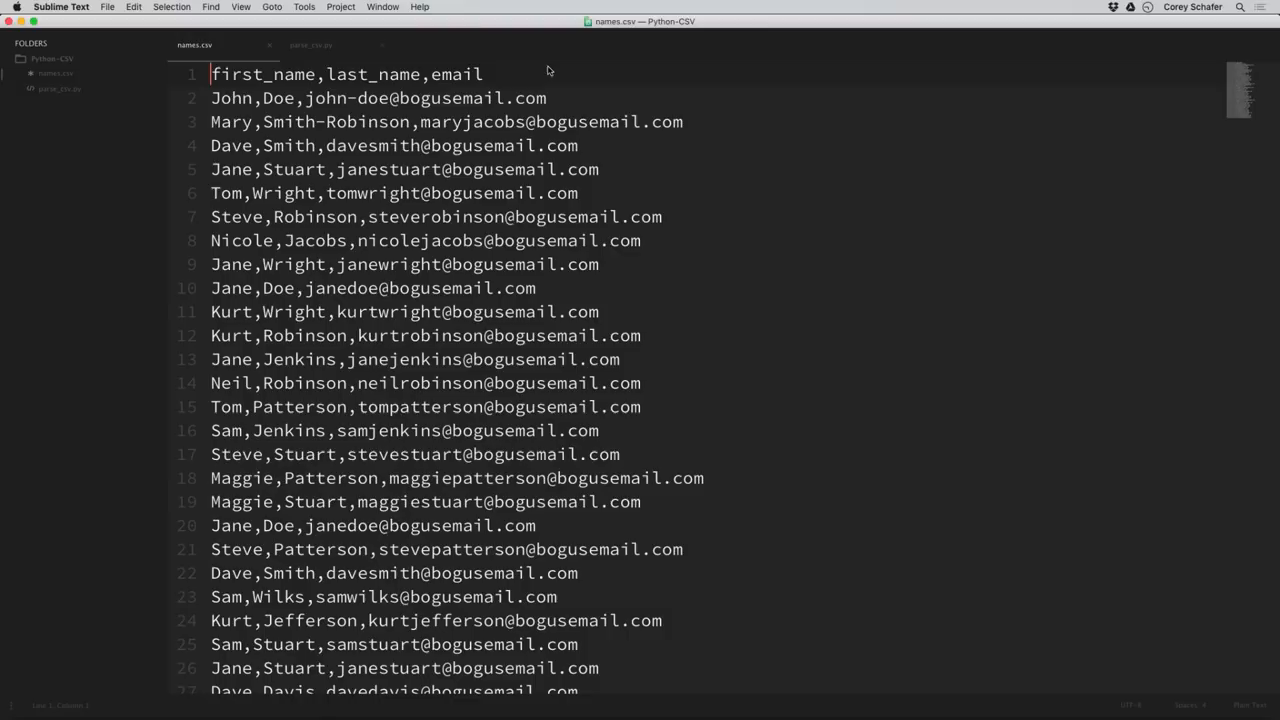 Sublime Text File Edit Selection Find View Goto Tools Project Window Help Corey Schafer
names.csv — Python-CSV
FOLDERS
Python-CSV
names.csv
parse_csv.py
names.csv parse_csv.py
1 first_name,last_name,email
2 John,Doe,john-doe@bogusemail.com
3 Mary,Smith-Robinson,maryjacobs@bogusemail.com
4 Dave,Smith,davesmith@bogusemail.com
5 Jane,Stuart,janestuart@bogusemail.com
6 Tom,Wright,tomwright@bogusemail.com
7 Steve,Robinson,steverobinson@bogusemail.com
8 Nicole,Jacobs,nicolejacobs@bogusemail.com
9 Jane,Wright,janewright@bogusemail.com
10 Jane,Doe,janedoe@bogusemail.com
11 Kurt,Wright,kurtwright@bogusemail.com
12 Kurt,Robinson,kurtrobinson@bogusemail.com
13 Jane,Jenkins,janejenkins@bogusemail.com
14 Neil,Robinson,neilrobinson@bogusemail.com
15 Tom,Patterson,tompatterson@bogusemail.com
16 Sam,Jenkins,samjenkins@bogusemail.com
17 Steve,Stuart,stevestuart@bogusemail.com
18 Maggie,Patterson,maggiepatterson@bogusemail.com
19 Maggie,Stuart,maggiestuart@bogusemail.com
20 Jane,Doe,janedoe@bogusemail.com
21 Steve,Patterson,stevepatterson@bogusemail.com
22 Dave,Smith,davesmith@bogusemail.com
23 Sam,Wilks,samwilks@bogusemail.com
24 Kurt,Jefferson,kurtjefferson@bogusemail.com
25 Sam,Stuart,samstuart@bogusemail.com
26 Jane,Stuart,janestuart@bogusemail.com
27 Dave,Davis,davedavis@bogusemail.com
Line 1, Column 1 UTF-8 Spaces: 4 Plain Text